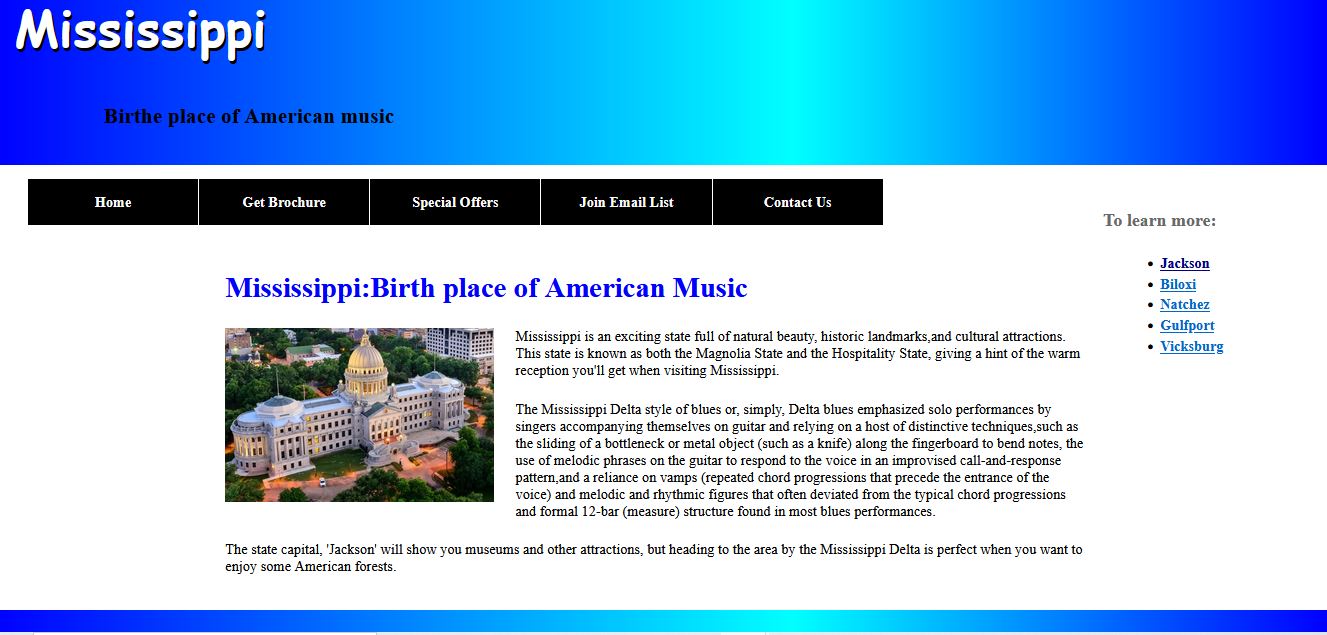 Mississippi
Birthe place of American music
Home
Get Brochure
Special Offers
Join Email List
Contact Us
To learn more:
Jackson
Biloxi
Natchez
Gulfport
Vicksburg
Mississippi:Birth place of American Music
Mississippi is an exciting state full of natural beauty, historic landmarks,and cultural attractions.
This state is known as both the Magnolia State and the Hospitality State, giving a hint of the warm
reception you'll get when visiting Mississippi.
The Mississippi Delta style of blues or, simply, Delta blues emphasized solo performances by
singers accompanying themselves on guitar and relying on a host of distinctive techniques,such as
the sliding of a bottleneck or metal object (such as a knife) along the fingerboard to bend notes, the
use of melodic phrases on the guitar to respond to the voice in an improvised call-and-response
pattern,and a reliance on vamps (repeated chord progressions that precede the entrance of the
voice) and melodic and rhythmic figures that often deviated from the typical chord progressions
and formal 12-bar (measure) structure found in most blues performances.
The state capital, 'Jackson' will show you museums and other attractions, but heading to the area by the Mississippi Delta is perfect when you want to
enjoy some American forests.